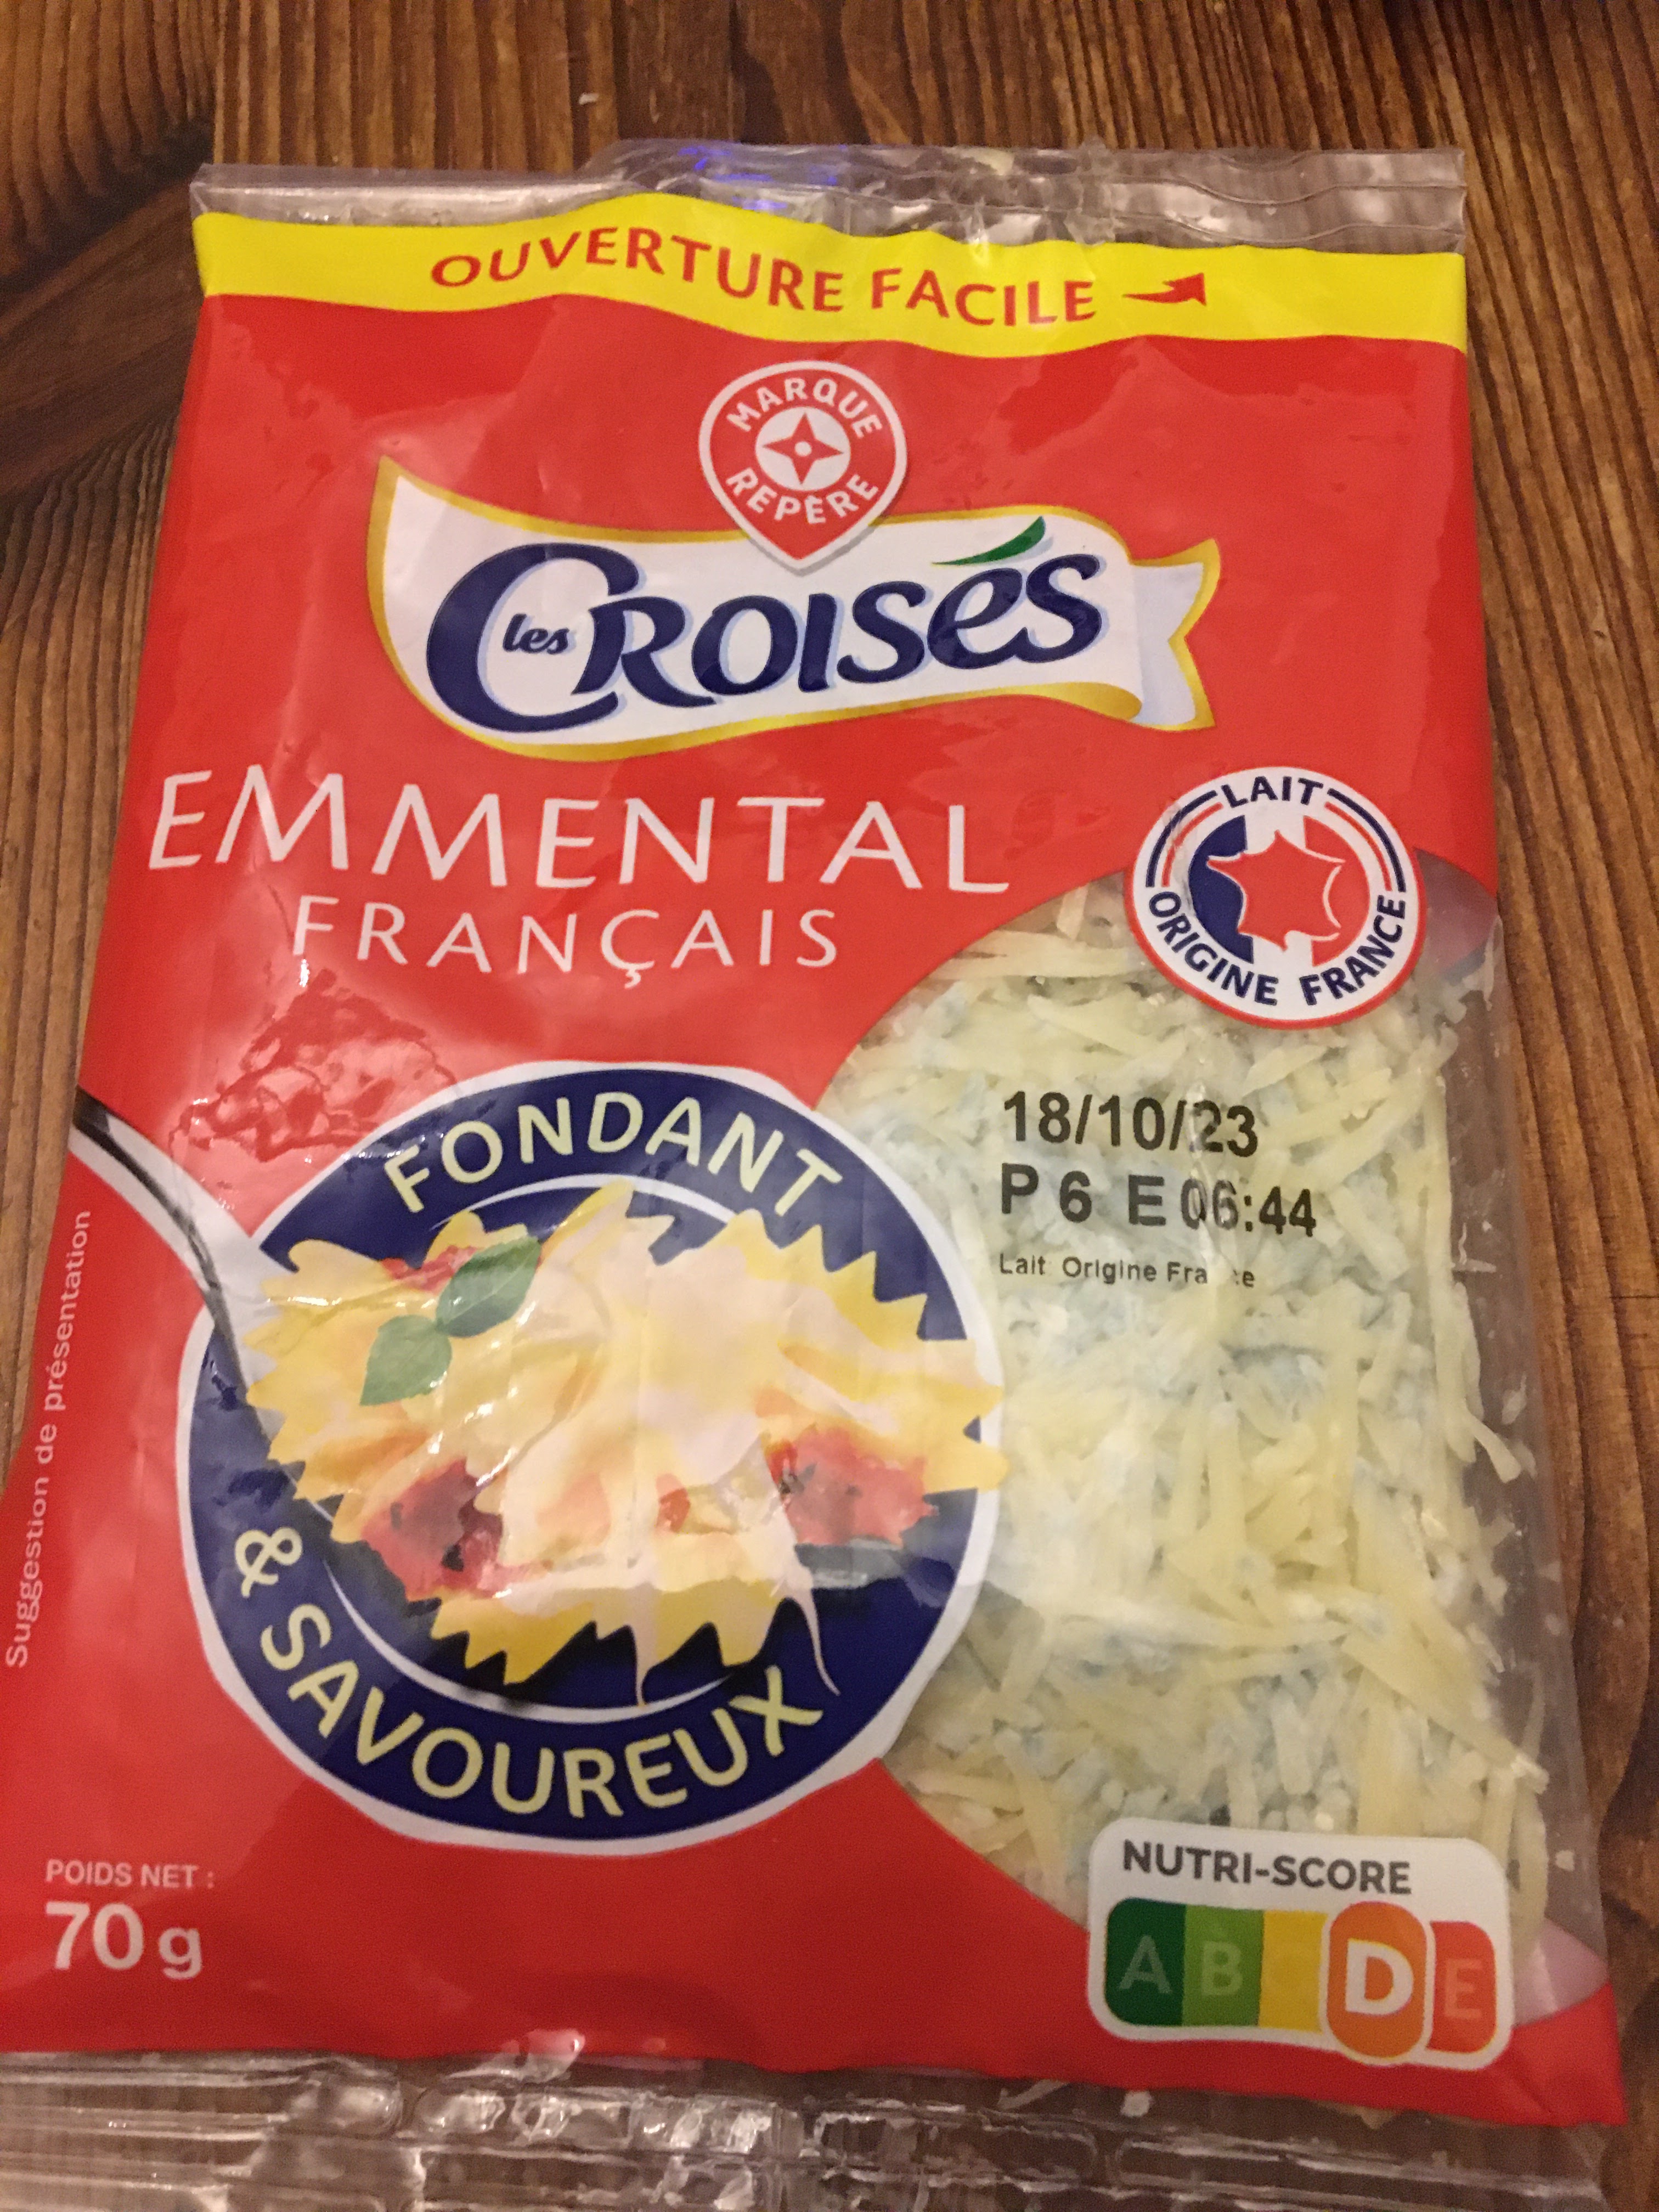 OUVERTURE FACILE
MARQUE
REPÈRE
les CROISÉS
EMMENTAL
FRANÇAIS
LAIT
ORIGINE FRANCE
FONDANT
& SAVOUREUX
18/10/23
P 6 E 06:44
Lait Origine
Suggestion de présentation
POIDS NET :
70 g
NUTRI-SCORE
A B C D E